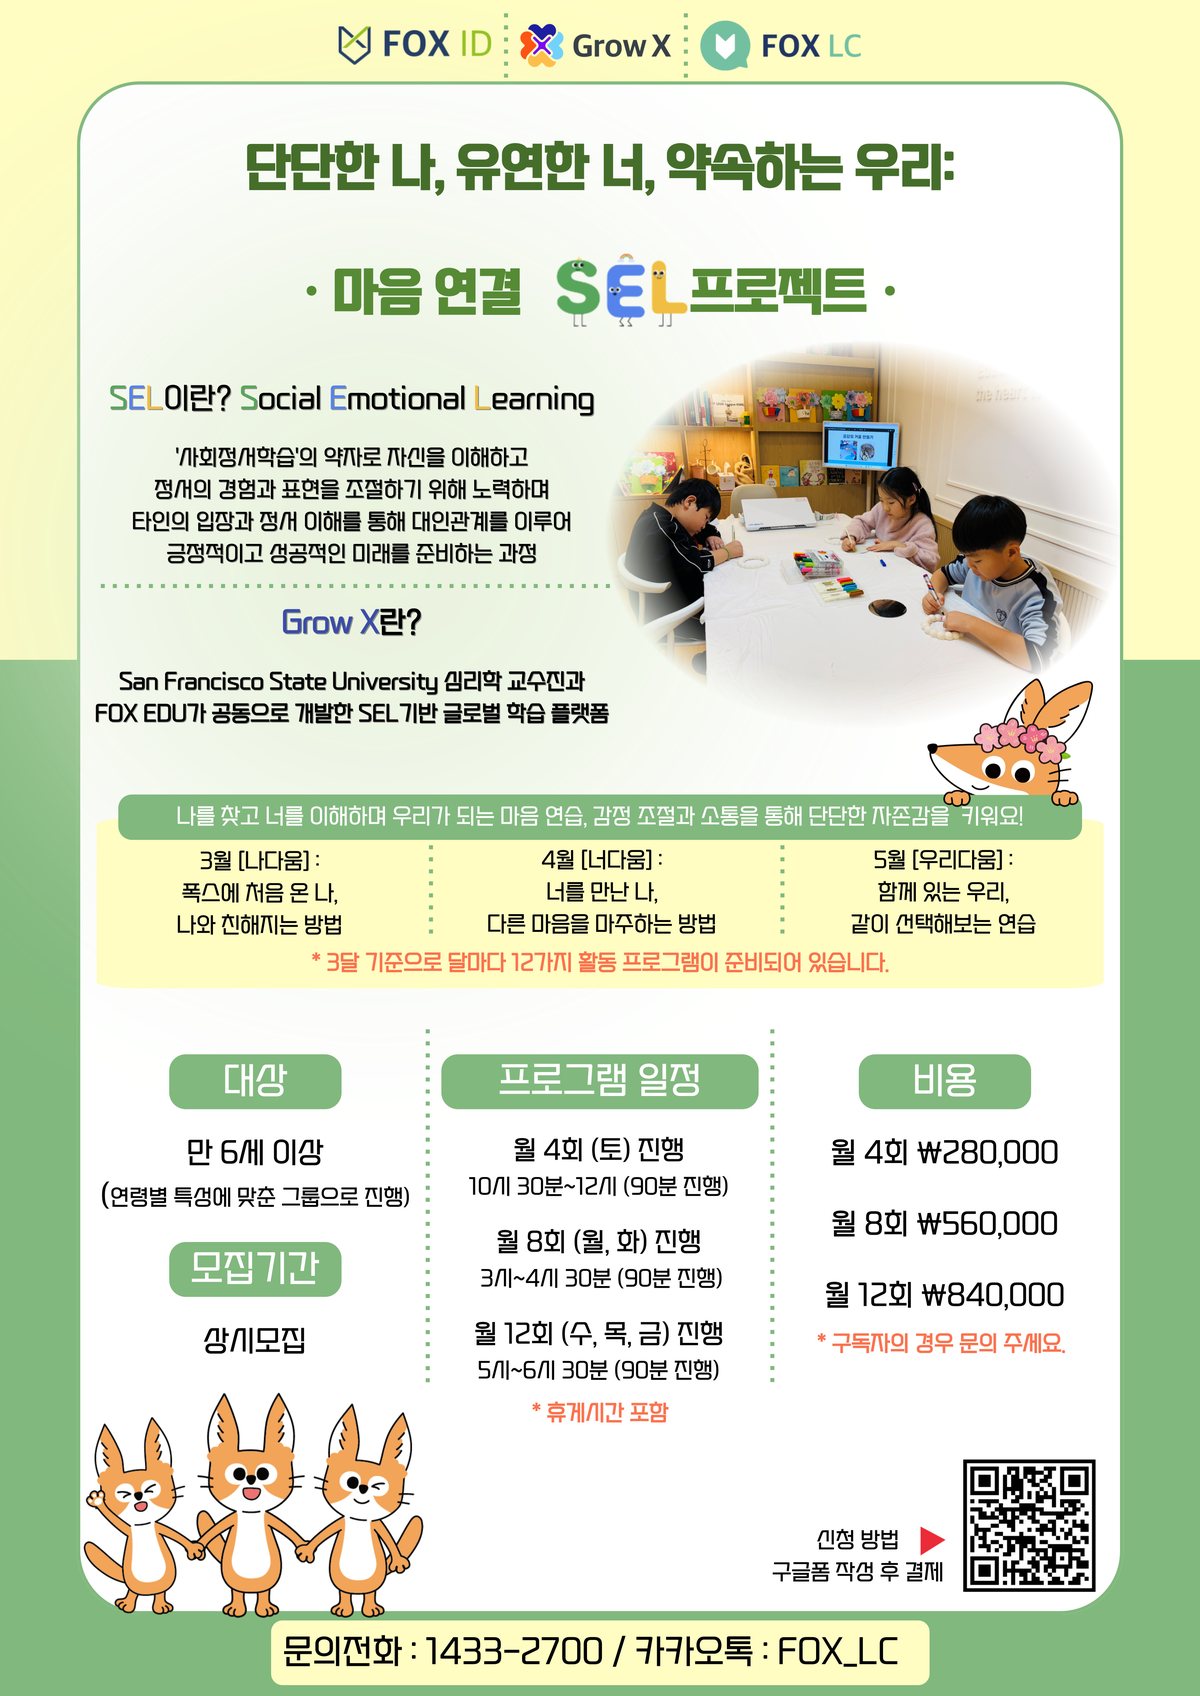 FOX ID
Grow X
FOX LC
단단한 나, 유연한 너, 약속하는 우리:
· 마음 연결 SEL프로젝트 ·
SEL이란? Social Emotional Learning
'사회정서학습'의 약자로 자신을 이해하고
정서의 경험과 표현을 조절하기 위해 노력하며
타인의 입장과 정서 이해를 통해 대인관계를 이루어
긍정적이고 성공적인 미래를 준비하는 과정
Grow X란?
San Francisco State University 심리학 교수진과
FOX EDU가 공동으로 개발한 SEL기반 글로벌 학습 플랫폼
나를 찾고 너를 이해하며 우리가 되는 마음 연습, 감정 조절과 소통을 통해 단단한 자존감을 키워요!
3월 [나다움] :
폭스에 처음 온 나,
나와 친해지는 방법
4월 [너다움] :
너를 만난 나,
다른 마음을 마주하는 방법
5월 [우리다움] :
함께 있는 우리,
같이 선택해보는 연습
* 3달 기준으로 달마다 12가지 활동 프로그램이 준비되어 있습니다.
대상
만 6세 이상
(연령별 특성에 맞춘 그룹으로 진행)
모집기간
상시모집
프로그램 일정
월 4회 (토) 진행
10시 30분~12시 (90분 진행)
월 8회 (월, 화) 진행
3시~4시 30분 (90분 진행)
월 12회 (수, 목, 금) 진행
5시~6시 30분 (90분 진행)
* 휴게시간 포함
비용
월 4회 ₩280,000
월 8회 ₩560,000
월 12회 ₩840,000
* 구독자의 경우 문의 주세요.
신청 방법
구글폼 작성 후 결제
문의전화 : 1433-2700 / 카카오톡 : FOX_LC